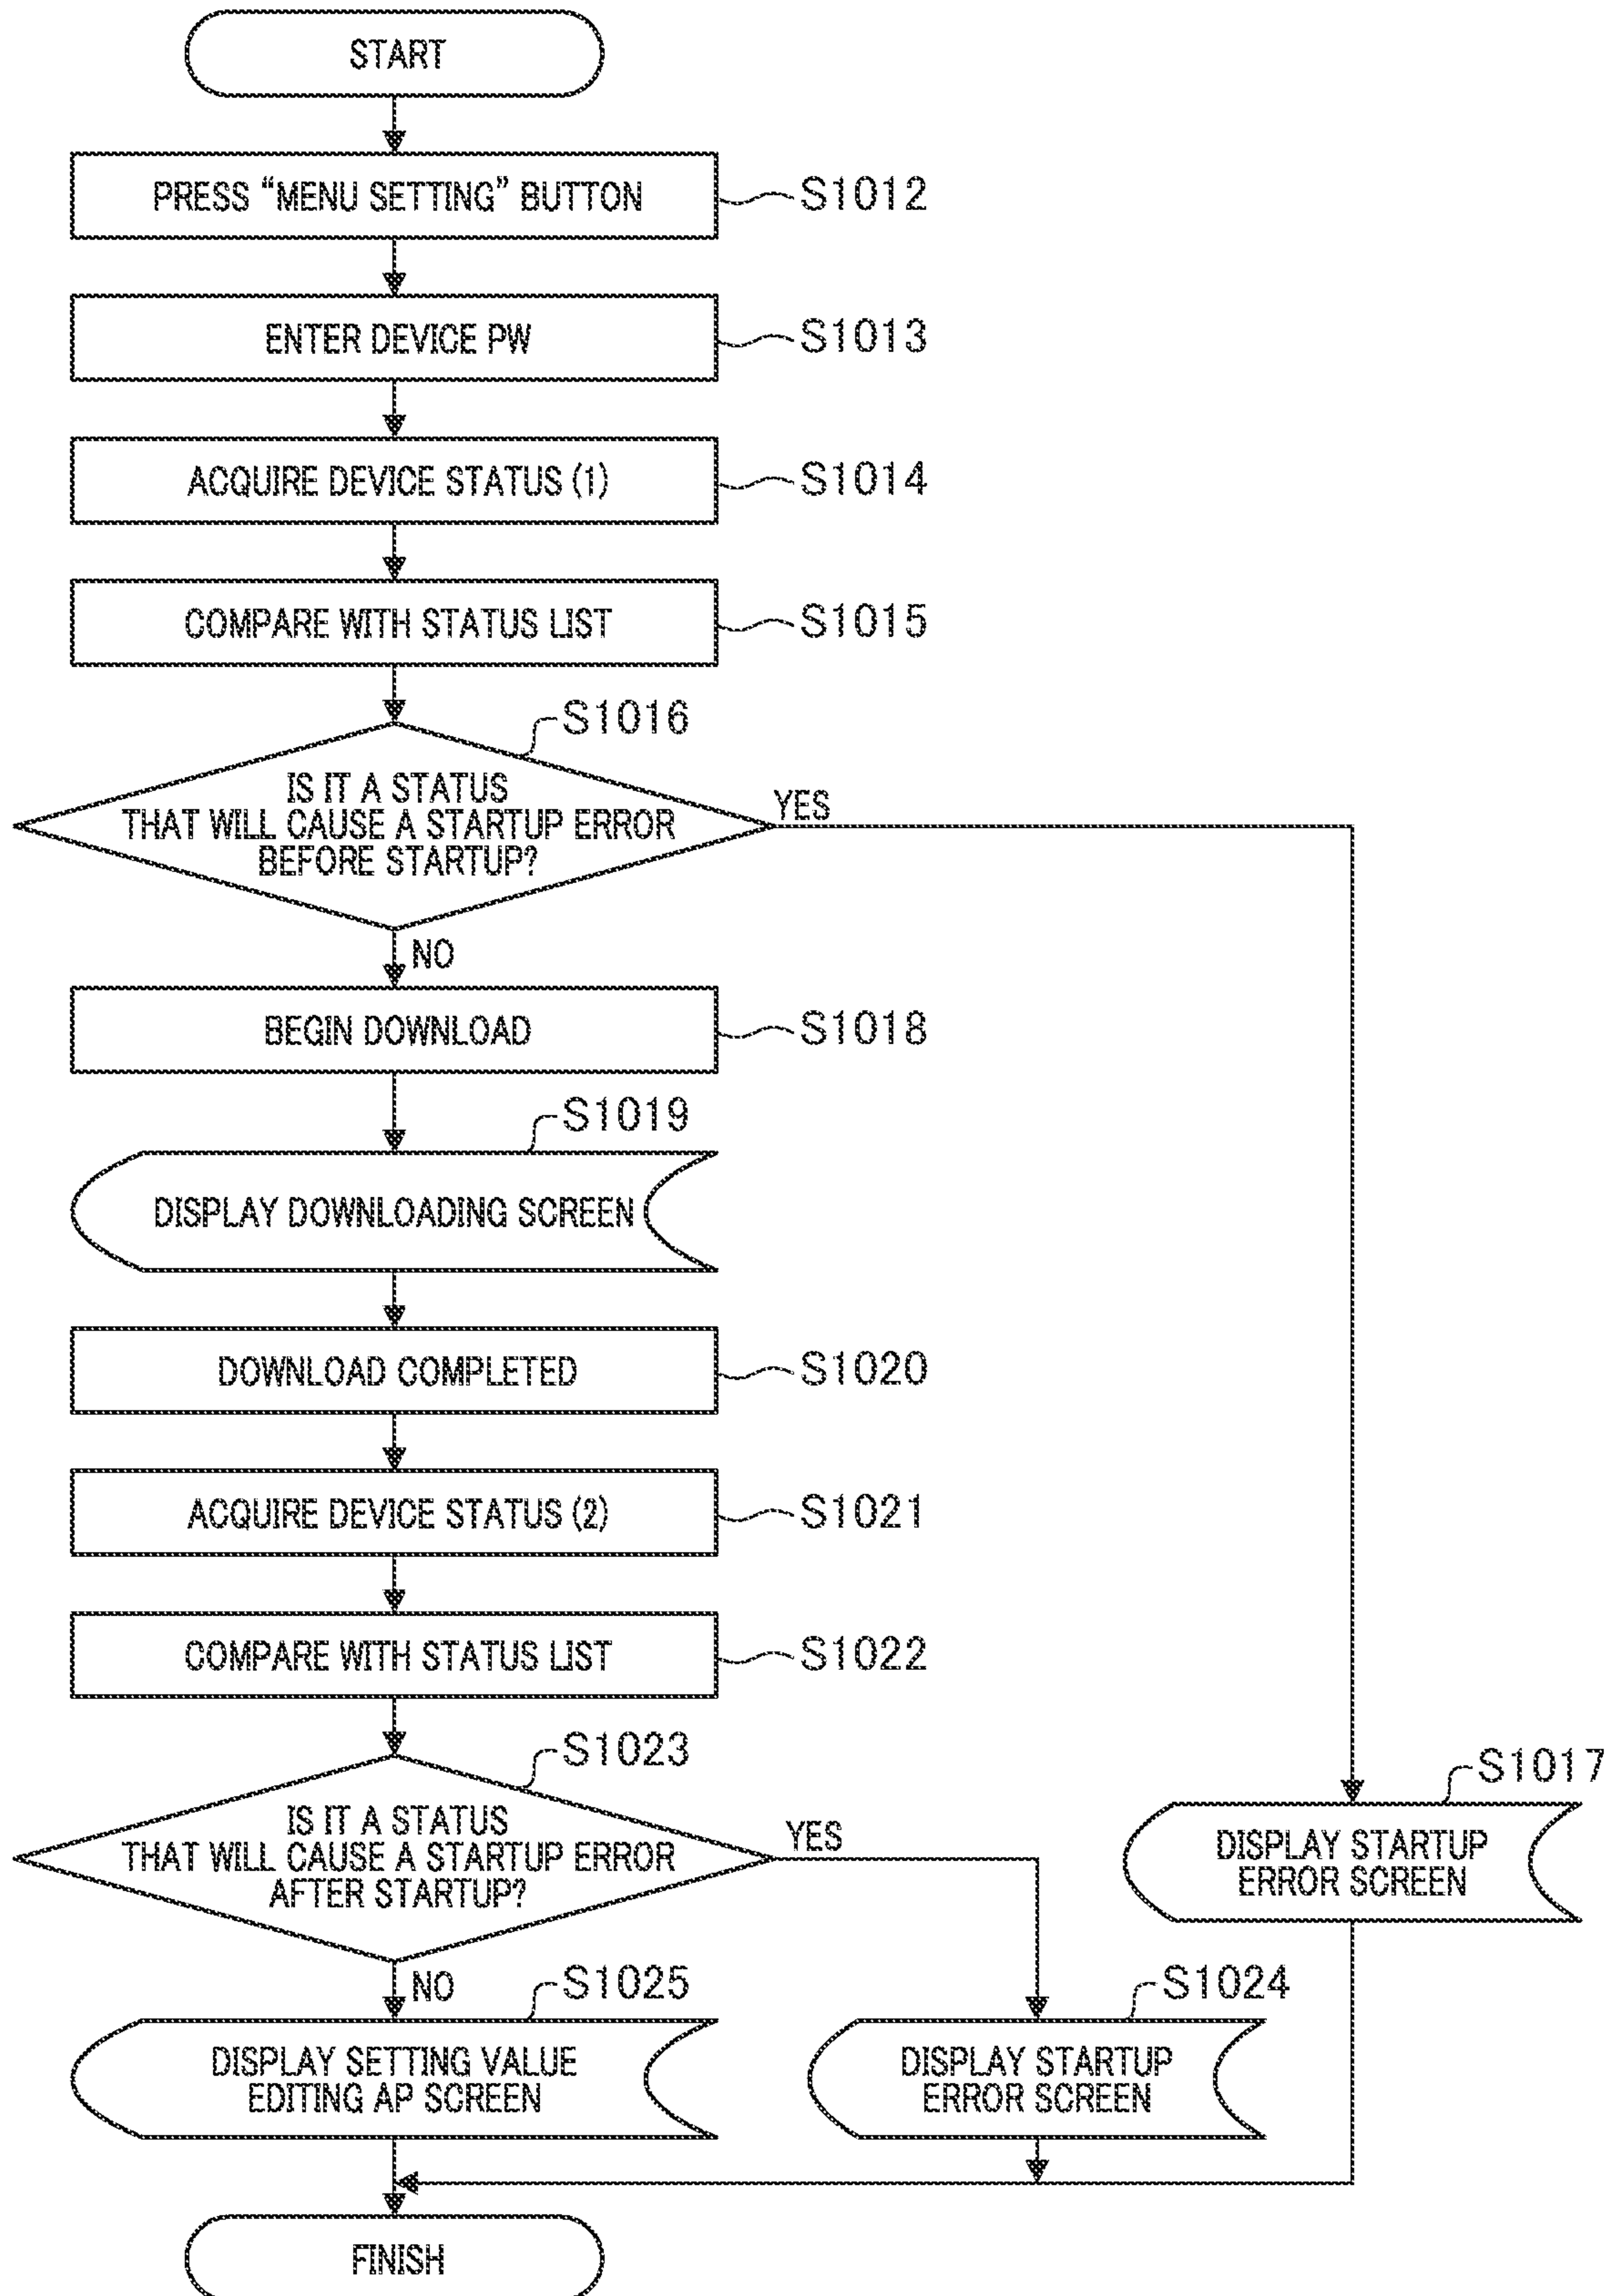 START
PRESS “MENU SETTING” BUTTON
S1012
ENTER DEVICE PW
S1013
ACQUIRE DEVICE STATUS (1)
S1014
COMPARE WITH STATUS LIST
S1015
S1016
IS IT A STATUS
THAT WILL CAUSE A STARTUP ERROR
BEFORE STARTUP?
YES
NO
BEGIN DOWNLOAD
S1018
S1019
DISPLAY DOWNLOADING SCREEN
DOWNLOAD COMPLETED
S1020
ACQUIRE DEVICE STATUS (2)
S1021
COMPARE WITH STATUS LIST
S1022
S1023
IS IT A STATUS
THAT WILL CAUSE A STARTUP ERROR
AFTER STARTUP?
YES
NO
S1017
DISPLAY STARTUP
ERROR SCREEN
S1025
DISPLAY SETTING VALUE
EDITING AP SCREEN
S1024
DISPLAY STARTUP
ERROR SCREEN
FINISH